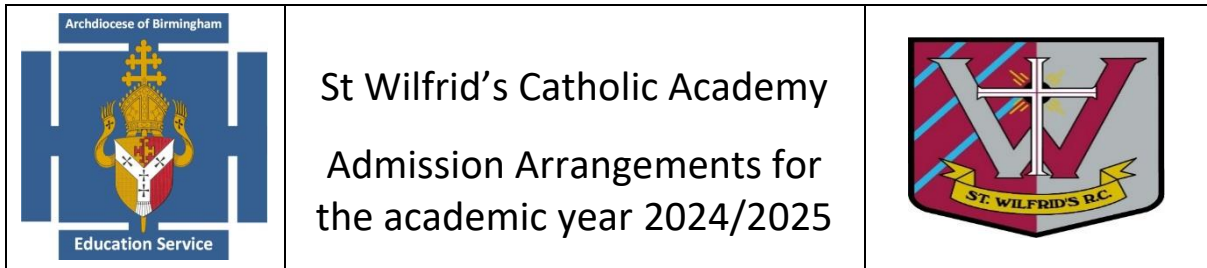 Archdiocese of Birmingham
Education Service
St Wilfrid's Catholic Academy
Admission Arrangements for
the academic year 2024/2025
W
ST. WILFRID'S R.C.